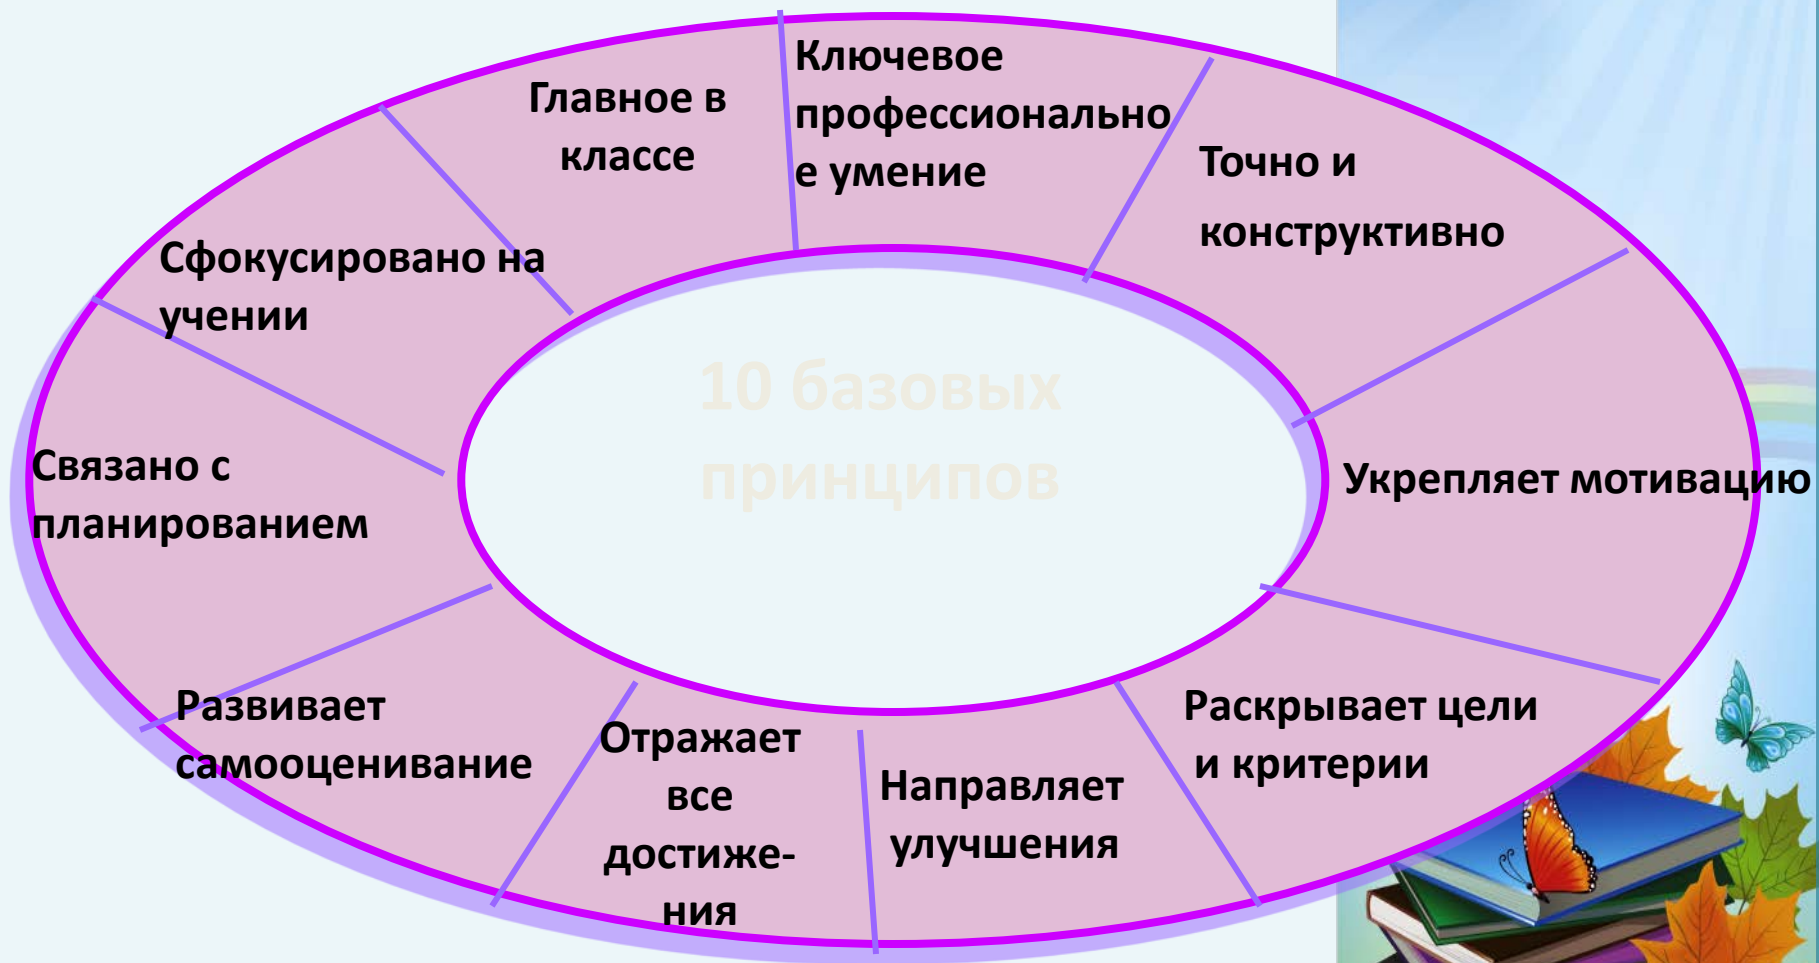 Ключевое
профессионально
е умение
Главное в
классе
Точно и
конструктивно
Сфокусировано на
учении
10 базовых
принципов
Связано с
планированием
Укрепляет мотивацию
Развивает
самооценивание
Отражает
все
достиже-
ния
Направляет
улучшения
Раскрывает цели
и критерии